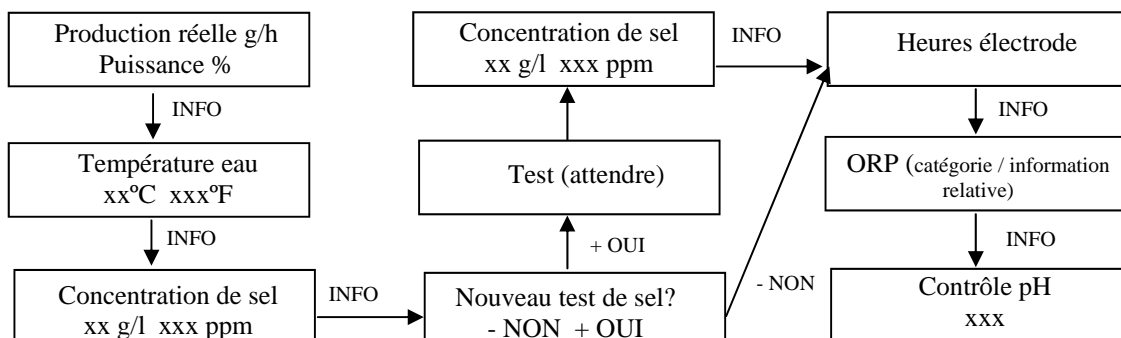 Production réelle g/h
Puissance %
INFO
Température eau
xxºC xxxºF
INFO
Concentration de sel
xx g/l xxx ppm
INFO
Nouveau test de sel?
- NON + OUI
+ OUI
Test (attendre)
Concentration de sel
xx g/l xxx ppm
INFO
- NON
Heures électrode
INFO
ORP (catégorie / information
relative)
INFO
Contrôle pH
xxx